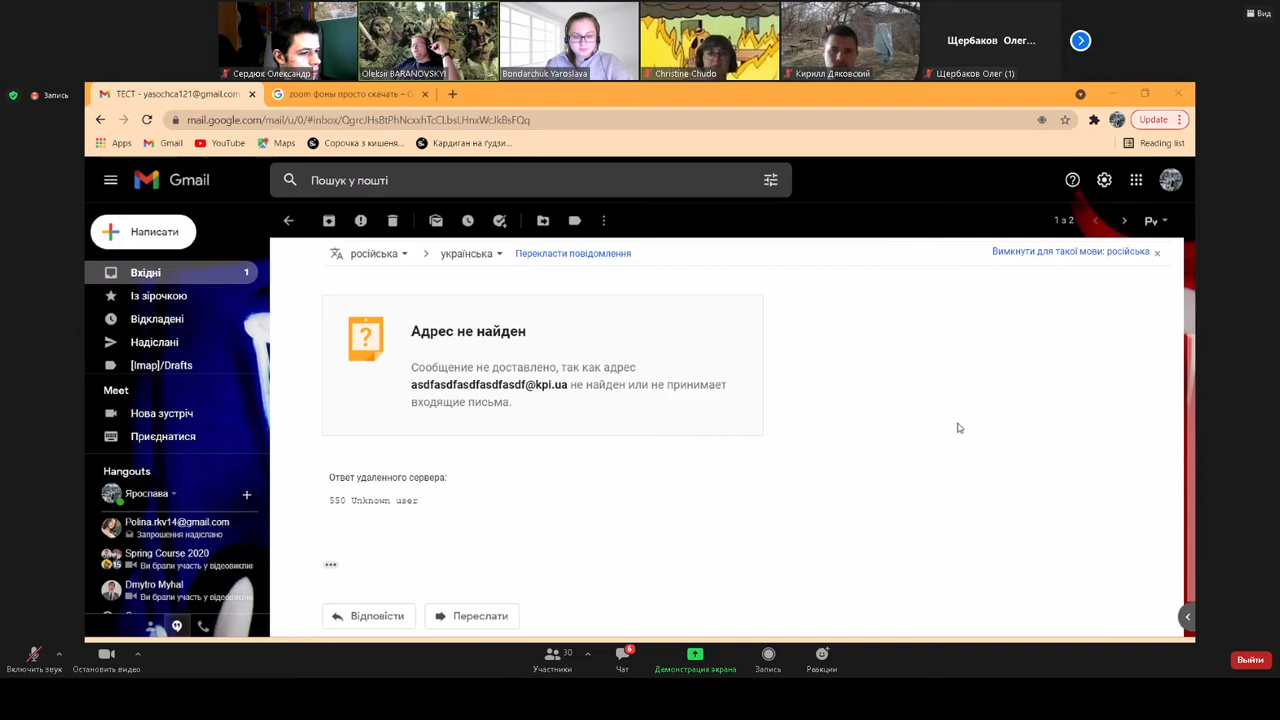 Вид
Сердюк Олександр
Oleksii BARANOVSKYI
Bondarchuk Yaroslava
Christine Chudo
Кирилл Дяковский
Щербаков Олег...
Щербаков Олег (1)
Запись
ТЕСТ - yasochca121@gmail.com
zoom фоны просто скачать – G
mail.google.com/mail/u/0/#inbox/QgrcJHsBtPhNcxxhTcCLbsLHnxWcJkBsFQq
Update
Apps
Gmail
YouTube
Maps
Сорочка з кишеня...
Кардиган на ґудзи...
Reading list
Gmail
Пошук у пошті
Написати
1 з 2
російська
українська
Перекласти повідомлення
Вимкнути для такої мови: російська
Вхідні 1
Із зірочкою
Відкладені
Надіслані
[Imap]/Drafts
Meet
Нова зустріч
Приєднатися
Hangouts
Ярослава
Polina.rkv14@gmail.com
Запрошення надіслано
Spring Course 2020
15
Ви брали участь у відеовиклик
Dmytro Myhal
Ви брали участь у відеовиклик
Адрес не найден
Сообщение не доставлено, так как адрес
asdfasdfasdfasdfasdf@kpi.ua не найден или не принимает
входящие письма.
Ответ удаленного сервера:
550 Unknown user
Відповісти
Переслати
Включить звук
Остановить видео
30
Участники
6
Чат
Демонстрация экрана
Запись
Реакции
Выйти